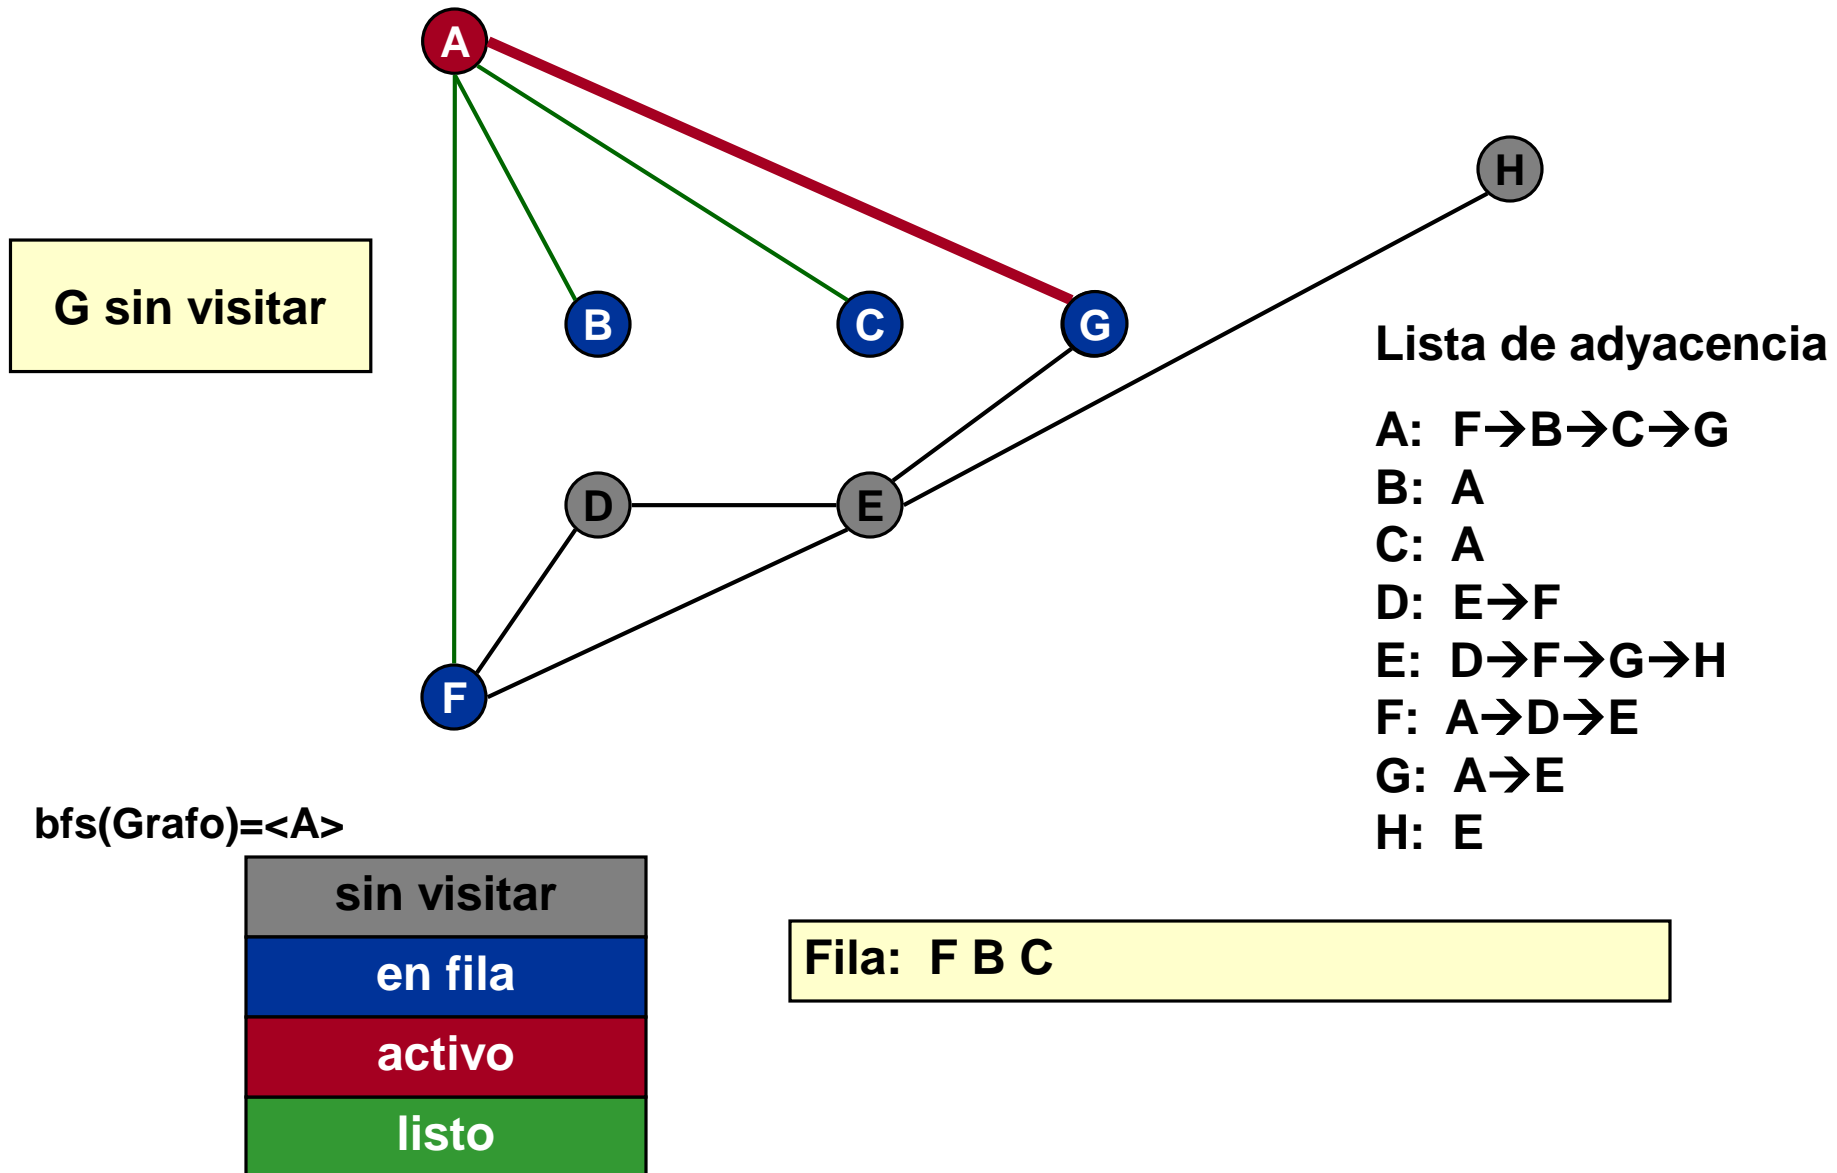 A
H
G sin visitar
B
C
G
Lista de adyacencia
A: F→B→C→G
B: A
C: A
D: E→F
E: D→F→G→H
F: A→D→E
G: A→E
H: E
D
E
F
bfs(Grafo)=<A>
sin visitar
en fila
activo
listo
Fila: F B C